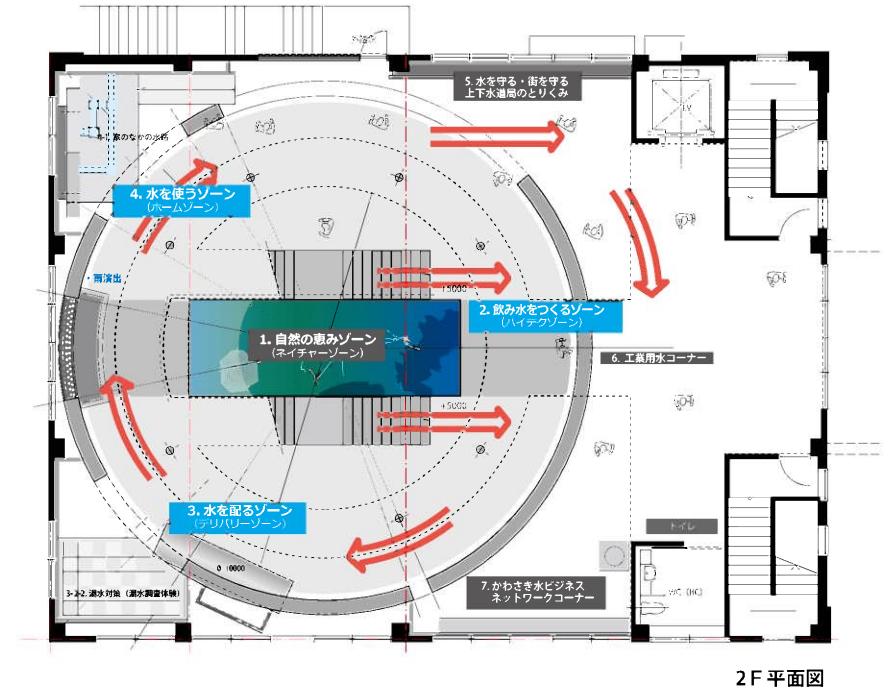 5. 水を守る・街を守る
上下水道局のとりくみ
EV
4-1. 家のなかの水編
4. 水を使うゾーン
(ホームゾーン)
・雨演出
+5000
2. 飲み水をつくるゾーン
(ハイテクゾーン)
1. 自然の恵みゾーン
(ネイチャーゾーン)
6. 工業用水コーナー
+5000
3. 水を配るゾーン
(デリバリーゾーン)
トイレ
7. かわさき水ビジネス
ネットワークコーナー
3-2-2. 漏水対策（漏水調査体験）
2F 平面図